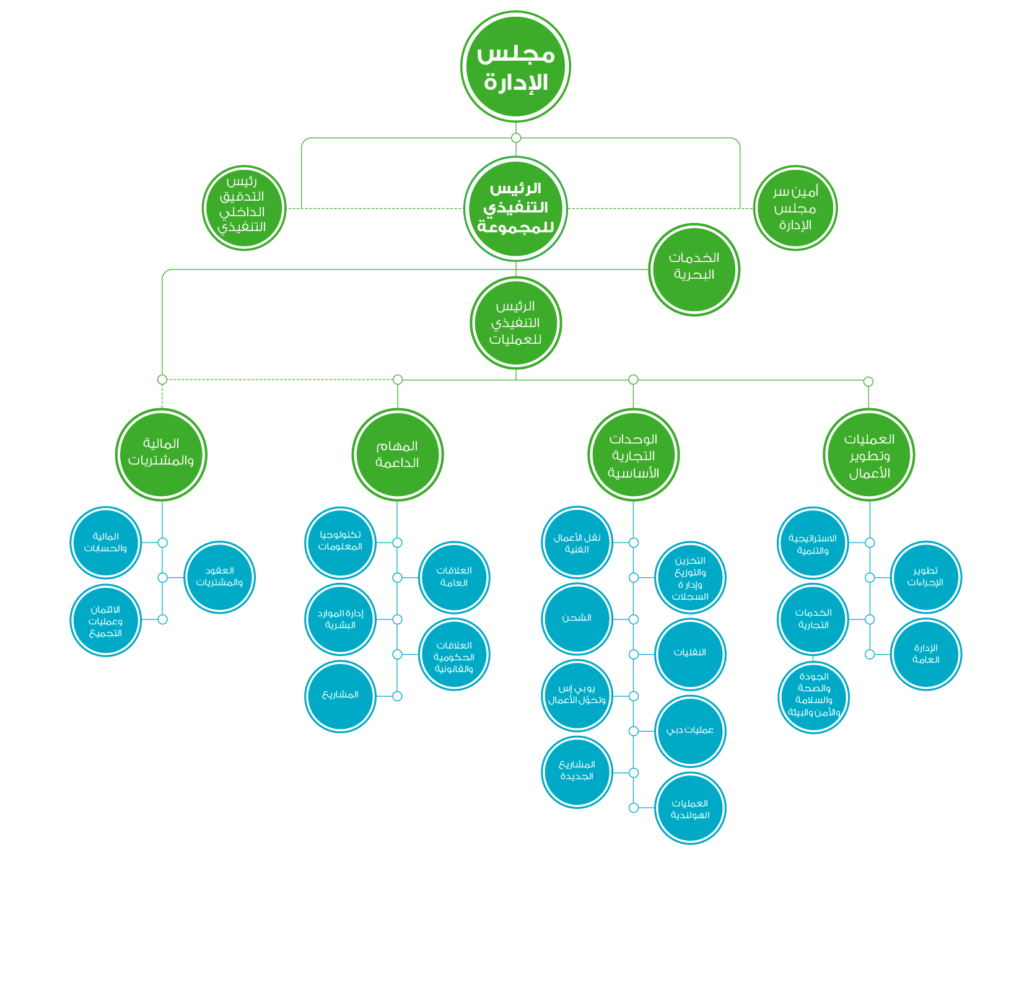 مجلس
الإدارة
أمين سر
مجلس
الإدارة
الرئيس
التنفيذي
للمجموعة
رئيس
التدقيق
الداخلي
التنفيذي
الخدمات
البحرية
الرئيس
التنفيذي
للعمليات
العمليات
وتطوير
الأعمال
الوحدات
التجارية
الأساسية
المهام
الداعمة
المالية
والمشتريات
الاستراتيجية
والتنمية
تطوير
الإجراءات
الخدمات
التجارية
الإدارة
العامة
الجودة
والصحة
والسلامة
والأمن والبيئة
نقل الأعمال
الفنية
التخزين
والتوزيع
وإدارة
السجلات
الشحن
النقليات
يو بي إس
وتحوّل الأعمال
عمليات دبي
المشاريع
الجديدة
العمليات
الهولندية
تكنولوجيا
المعلومات
العلاقات
العامة
إدارة الموارد
البشرية
العلاقات
الحكومية
والقانونية
المشاريع
المالية
والحسابات
العقود
والمشتريات
الائتمان
وعمليات
التجميع